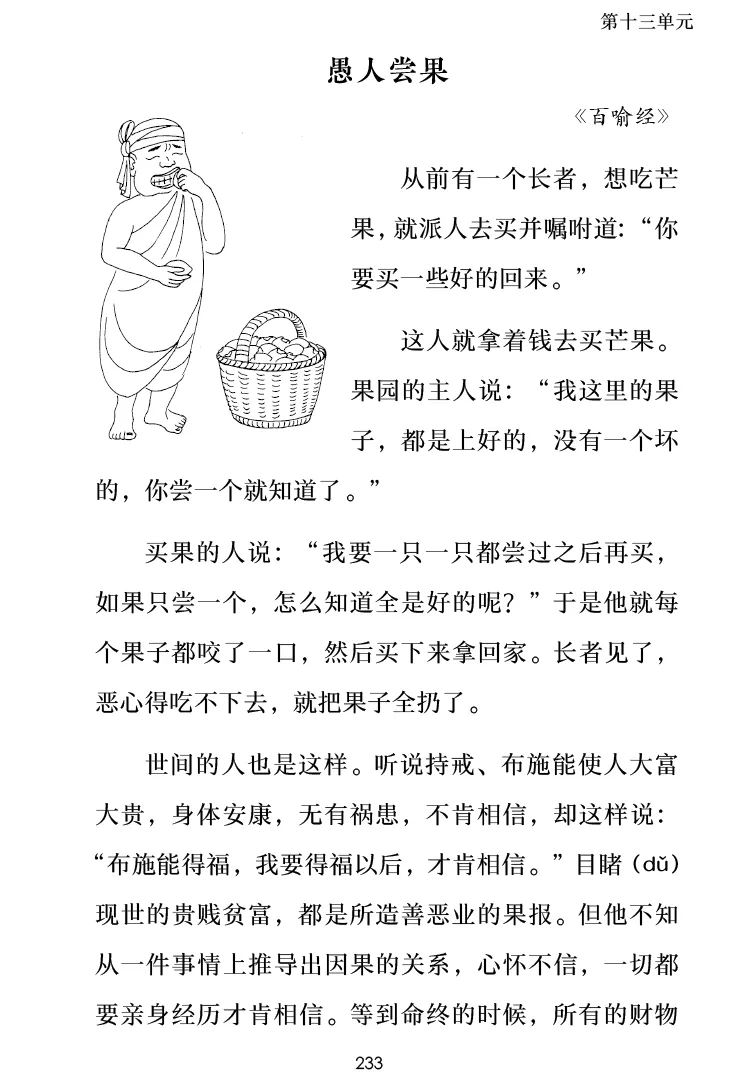 第十三单元
愚人尝果
《百喻经》
从前有一个长者，想吃芒
果，就派人去买并嘱咐道：“你
要买一些好的回来。”
这人就拿着钱去买芒果。
果园的主人说：“我这里的果
子，都是上好的，没有一个坏
的，你尝一个就知道了。”
买果的人说：“我要一只一只都尝过之后再买，
如果只尝一个，怎么知道全是好的呢？”于是他就每
个果子都咬了一口，然后买下来拿回家。长者见了，
恶心得吃不下去，就把果子全扔了。
世间的人也是这样。听说持戒、布施能使人大富
大贵，身体安康，无有祸患，不肯相信，却这样说：
“布施能得福，我要得福以后，才肯相信。”目睹（dǔ）
现世的贵贱贫富，都是所造善恶业的果报。但他不知
从一件事情上推导出因果的关系，心怀不信，一切都
要亲身经历才肯相信。等到命终的时候，所有的财物
233